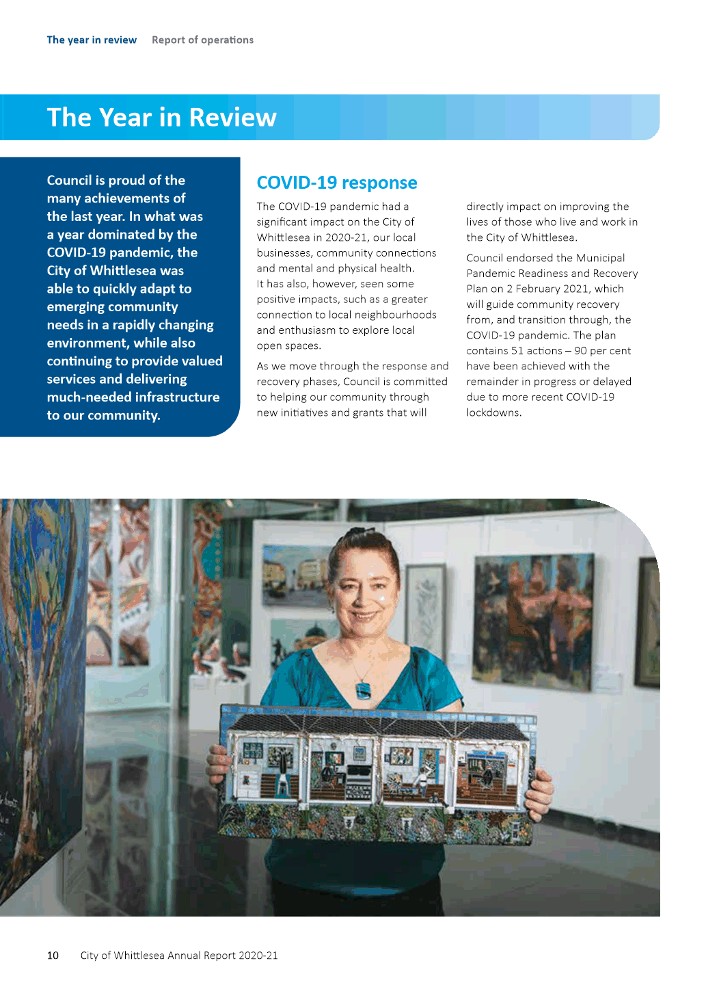 The year in review Report of operations
The Year in Review
Council is proud of the
many achievements of
the last year. In what was
a year dominated by the
COVID-19 pandemic, the
City of Whittlesea was
able to quickly adapt to
emerging community
needs in a rapidly changing
environment, while also
continuing to provide valued
services and delivering
much-needed infrastructure
to our community.
COVID-19 response
The COVID-19 pandemic had a
significant impact on the City of
Whittlesea in 2020-21, our local
businesses, community connections
and mental and physical health.
It has also, however, seen some
positive impacts, such as a greater
connection to local neighbourhoods
and enthusiasm to explore local
open spaces.
As we move through the response and
recovery phases, Council is committed
to helping our community through
new initiatives and grants that will
directly impact on improving the
lives of those who live and work in
the City of Whittlesea.
Council endorsed the Municipal
Pandemic Readiness and Recovery
Plan on 2 February 2021, which
will guide community recovery
from, and transition through, the
COVID-19 pandemic. The plan
contains 51 actions – 90 per cent
have been achieved with the
remainder in progress or delayed
due to more recent COVID-19
lockdowns.
10 City of Whittlesea Annual Report 2020-21